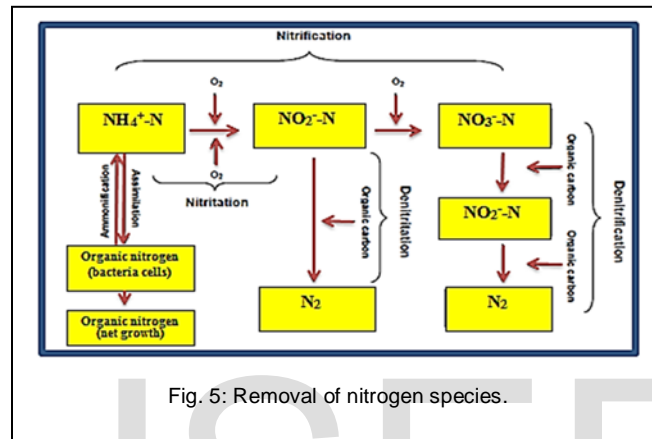 Nitrification
O₂
O₂
NH₄⁺-N
NO₂⁻-N
NO₃⁻-N
O₂
Nitritation
Ammonification
Assimilation
Organic carbon
Denitritation
Organic carbon
NO₂⁻-N
Organic carbon
Denitrification
Organic nitrogen
(bacteria cells)
N₂
N₂
Organic nitrogen
(net growth)
Fig. 5: Removal of nitrogen species.